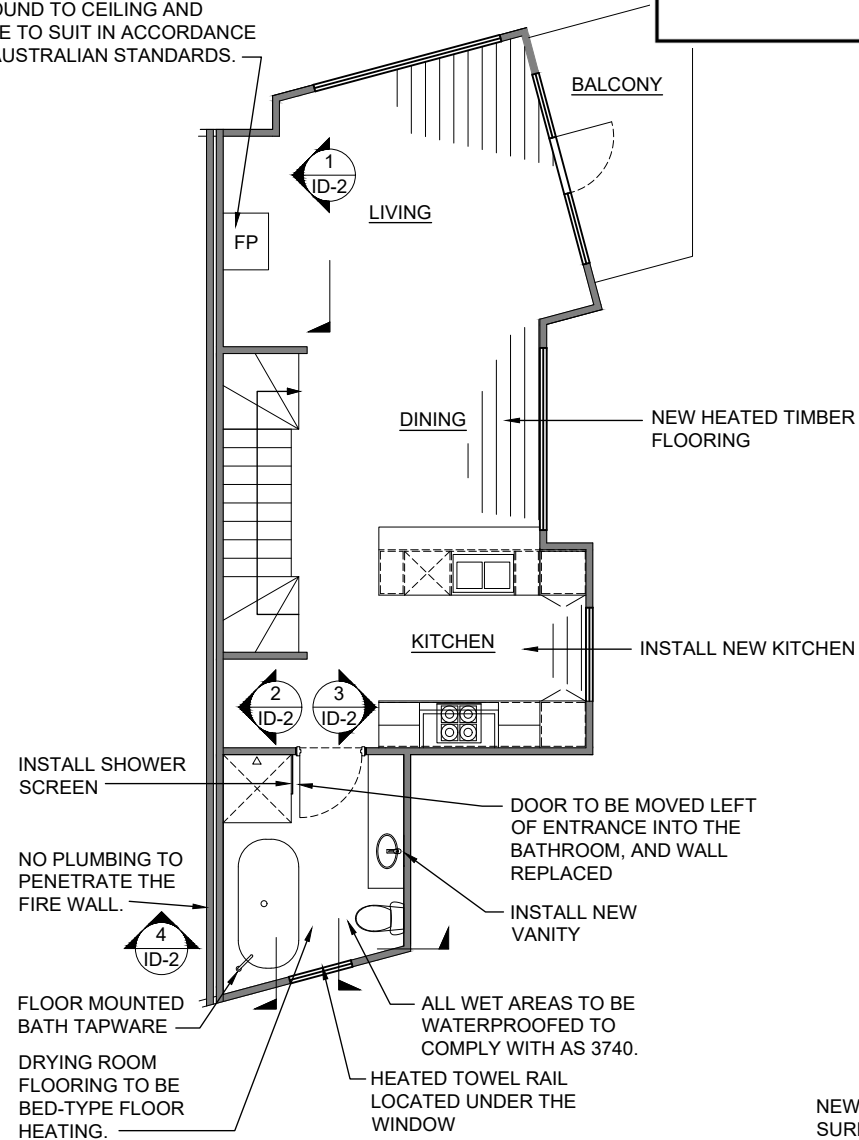 OUND TO CEILING AND
E TO SUIT IN ACCORDANCE
AUSTRALIAN STANDARDS.
BALCONY
1
ID-2
LIVING
FP
DINING
NEW HEATED TIMBER
FLOORING
KITCHEN
INSTALL NEW KITCHEN
2
ID-2
3
ID-2
INSTALL SHOWER
SCREEN
DOOR TO BE MOVED LEFT
OF ENTRANCE INTO THE
BATHROOM, AND WALL
REPLACED
NO PLUMBING TO
PENETRATE THE
FIRE WALL.
INSTALL NEW
VANITY
4
ID-2
FLOOR MOUNTED
BATH TAPWARE
ALL WET AREAS TO BE
WATERPROOFED TO
COMPLY WITH AS 3740.
DRYING ROOM
FLOORING TO BE
BED-TYPE FLOOR
HEATING.
HEATED TOWEL RAIL
LOCATED UNDER THE
WINDOW
NEW